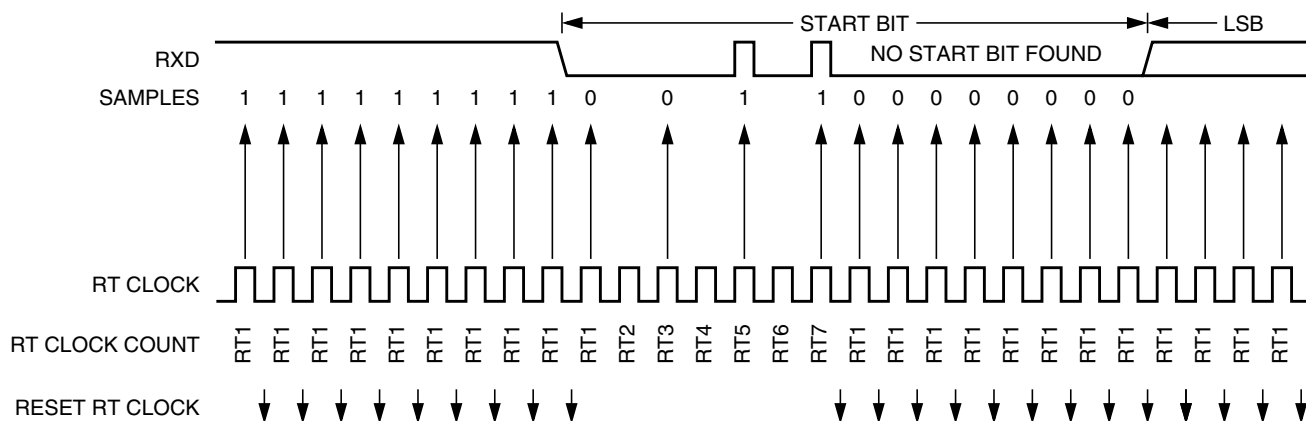 START BIT LSB
RXD NO START BIT FOUND
SAMPLES 1 1 1 1 1 1 1 1 1 0 0 1 1 0 0 0 0 0 0 0 0
RT CLOCK
RT CLOCK COUNT RT1 RT1 RT1 RT1 RT1 RT1 RT1 RT1 RT1 RT1 RT2 RT3 RT4 RT5 RT6 RT7 RT1 RT1 RT1 RT1 RT1 RT1 RT1 RT1 RT1 RT1 RT1 RT1
RESET RT CLOCK